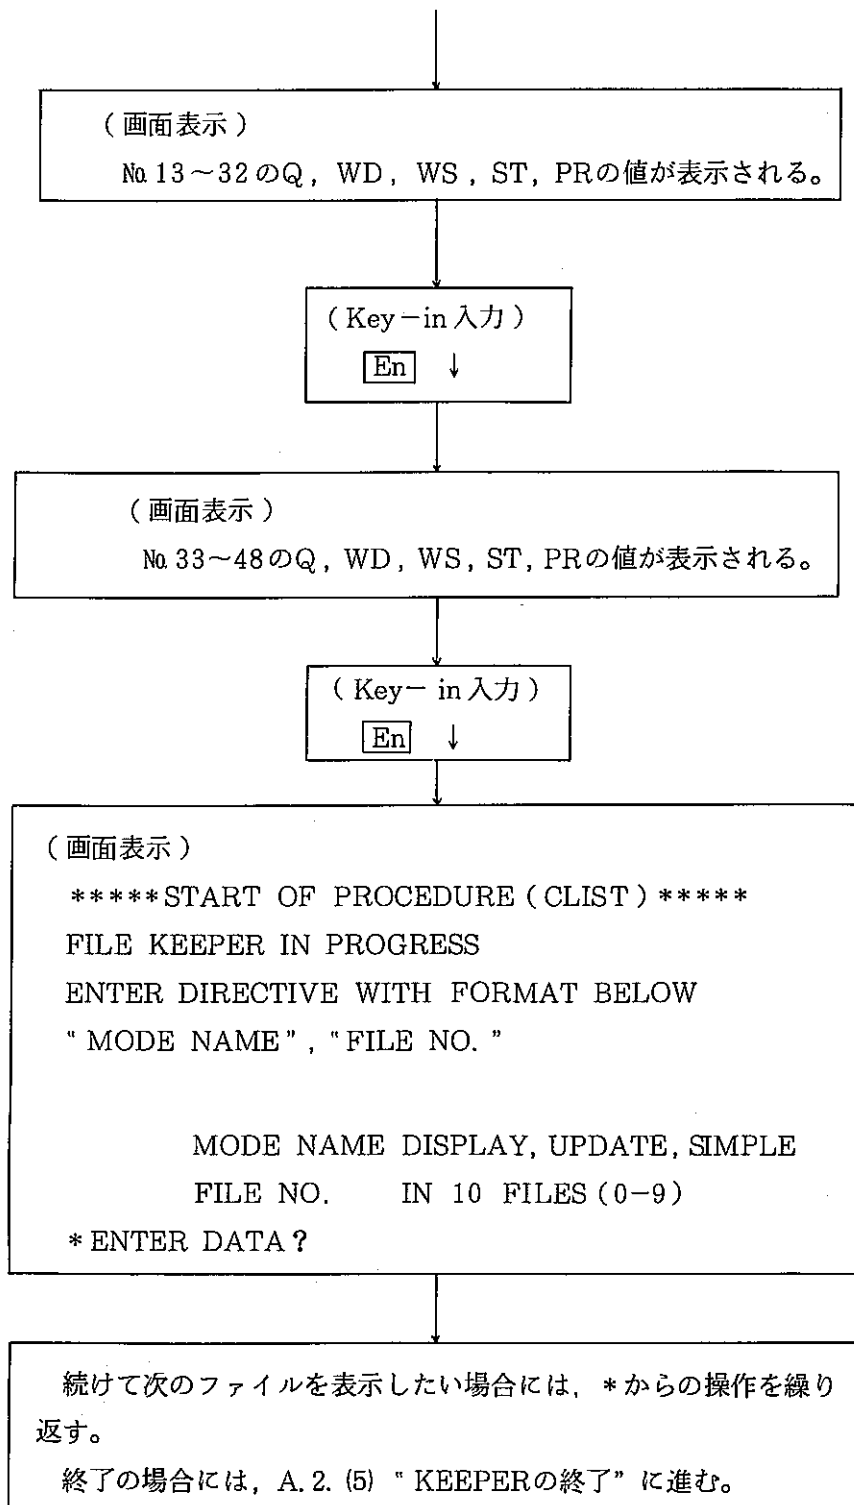 (画面表示)
No.13~32のQ, WD, WS, ST, PRの値が表示される。
(Key-in入力)
En ↓
(画面表示)
No.33~48のQ, WD, WS, ST, PRの値が表示される。
(Key-in入力)
En ↓
(画面表示)
*****START OF PROCEDURE (CLIST)*****
FILE KEEPER IN PROGRESS
ENTER DIRECTIVE WITH FORMAT BELOW
“MODE NAME”, “FILE NO.”
MODE NAME DISPLAY, UPDATE, SIMPLE
FILE NO. IN 10 FILES (0-9)
*ENTER DATA?
続けて次のファイルを表示したい場合には, *からの操作を繰り
返す。
終了の場合には, A.2.(5) “KEEPERの終了”に進む。